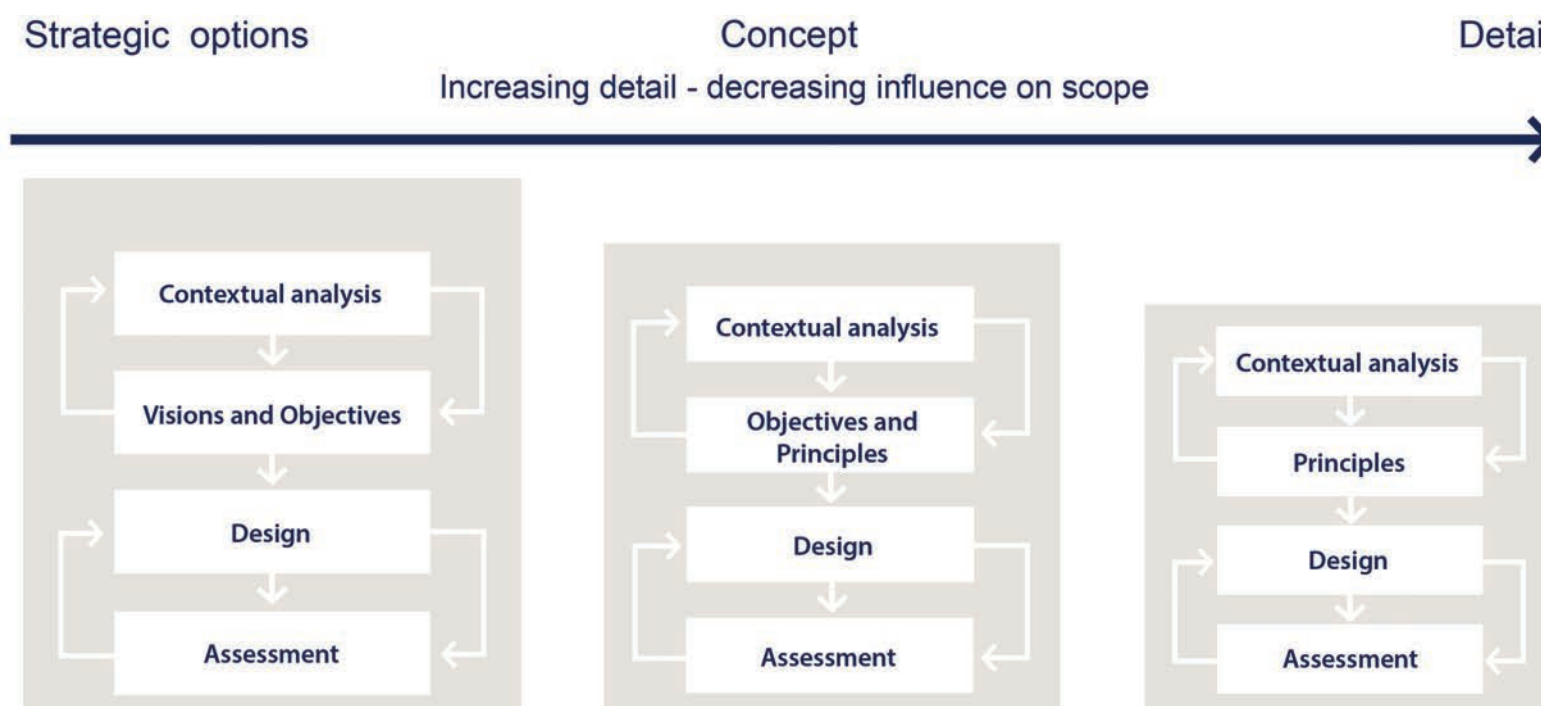 Strategic options
Concept
Detai
Increasing detail - decreasing influence on scope
Contextual analysis
Visions and Objectives
Design
Assessment
Contextual analysis
Objectives and
Principles
Design
Assessment
Contextual analysis
Principles
Design
Assessment